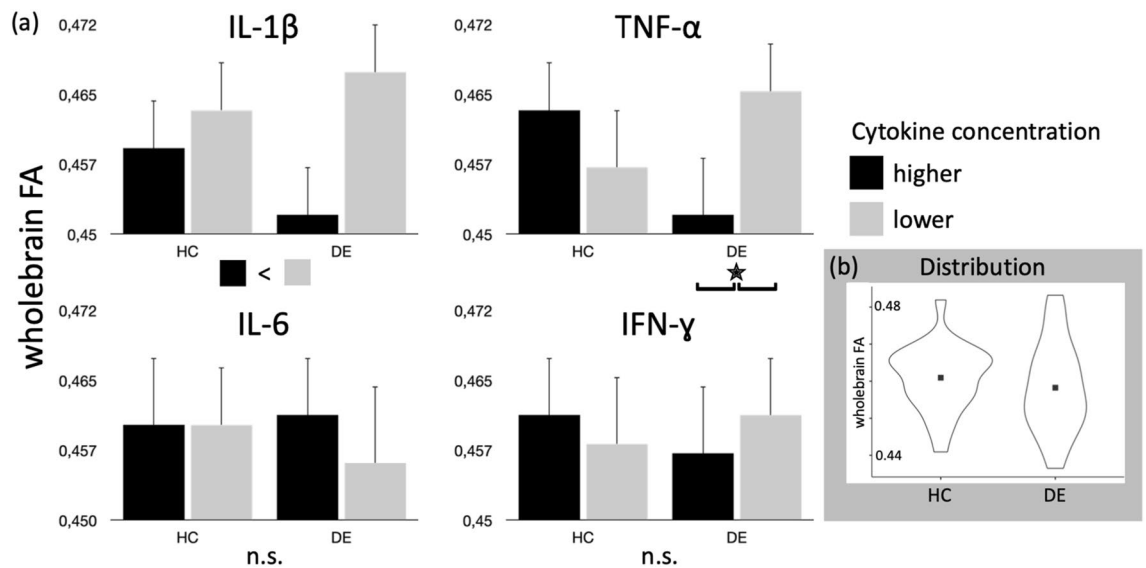 (a)
wholebrain FA
IL-1β
0,472
0,465
0,457
0,45
HC DE
<
TNF-α
0,472
0,465
0,457
0,45
HC DE
Cytokine concentration
higher
lower
IL-6
0,472
0,465
0,457
0,450
HC DE
n.s.
IFN-ɣ
0,472
0,465
0,457
0,45
HC DE
n.s.
(b) Distribution
wholebrain FA
0.48
0.44
HC DE